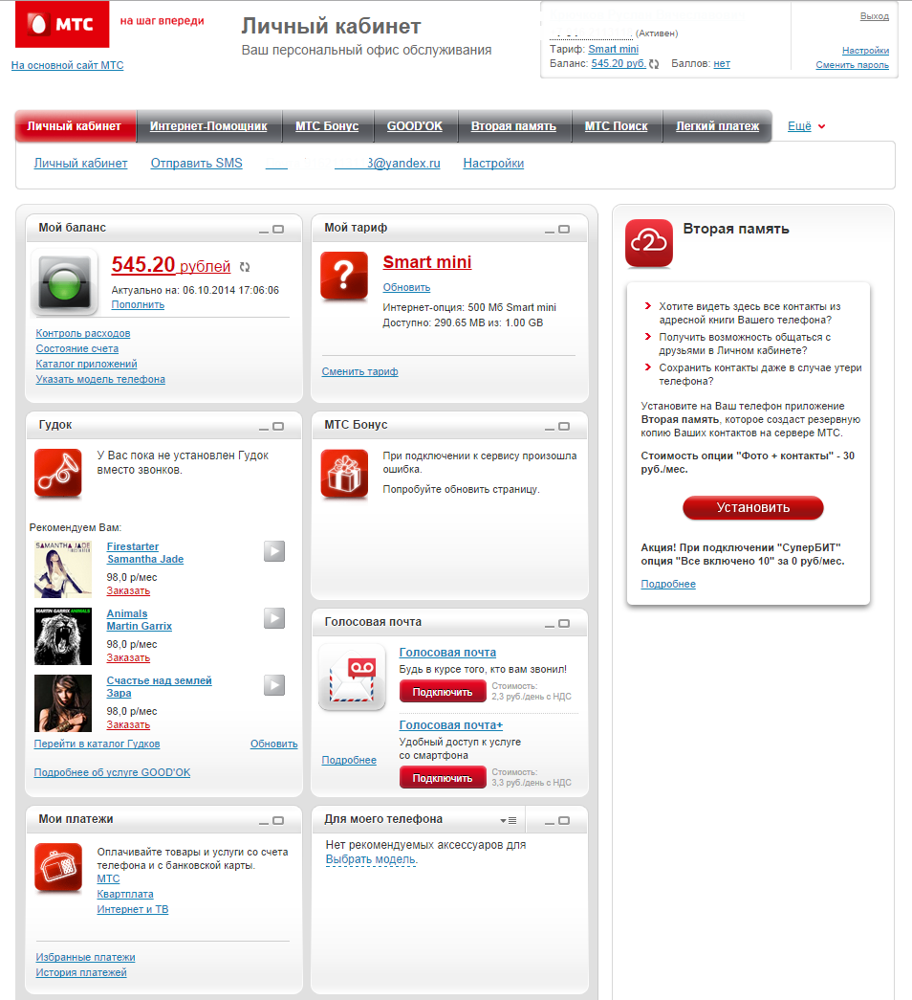 МТС
на шаг впереди
На основной сайт МТС
Личный кабинет
Ваш персональный офис обслуживания
(Активен)
Тариф: Smart mini
Баланс: 545.20 руб. Баллов: нет
Выход
Настройки
Сменить пароль
Личный кабинет Интернет-Помощник МТС Бонус GOOD'OK Вторая память МТС Поиск Легкий платеж Ещё
Личный кабинет Отправить SMS 3@yandex.ru Настройки
Мой баланс
545.20 рублей
Актуально на: 06.10.2014 17:06:06
Пополнить
Контроль расходов
Состояние счета
Каталог приложений
Указать модель телефона
Мой тариф
Smart mini
Обновить
Интернет-опция: 500 Мб Smart mini
Доступно: 290.65 MB из: 1.00 GB
Сменить тариф
Гудок
У Вас пока не установлен Гудок
вместо звонков.
Рекомендуем Вам:
SAMANTHA JADE
FIRESTARTER
Firestarter
Samantha Jade
98,0 р/мес
Заказать
MARTIN GARRIX ANIMALS
Animals
Martin Garrix
98,0 р/мес
Заказать
Счастье над землей
Зара
98,0 р/мес
Заказать
Перейти в каталог Гудков Обновить
Подробнее об услуге GOOD'OK
МТС Бонус
При подключении к сервису произошла
ошибка.
Попробуйте обновить страницу.
Голосовая почта
Голосовая почта
Будь в курсе того, кто вам звонил!
Подключить
Стоимость:
2,3 руб./день с НДС
Голосовая почта+
Удобный доступ к услуге
со смартфона
Подробнее
Подключить
Стоимость:
3,3 руб./день с НДС
Мои платежи
Оплачивайте товары и услуги со счета
телефона и с банковской карты.
МТС
Квартплата
Интернет и ТВ
Избранные платежи
История платежей
Для моего телефона
Нет рекомендуемых аксессуаров для
Выбрать модель.
2
Вторая память
Хотите видеть здесь все контакты из
адресной книги Вашего телефона?
Получить возможность общаться с
друзьями в Личном кабинете?
Сохранить контакты даже в случае утери
телефона?
Установите на Ваш телефон приложение
Вторая память, которое создаст резервную
копию Ваших контактов на сервере МТС.
Стоимость опции "Фото + контакты" - 30
руб./мес.
Установить
Акция! При подключении "СуперБИТ"
опция "Все включено 10" за 0 руб/мес.
Подробнее